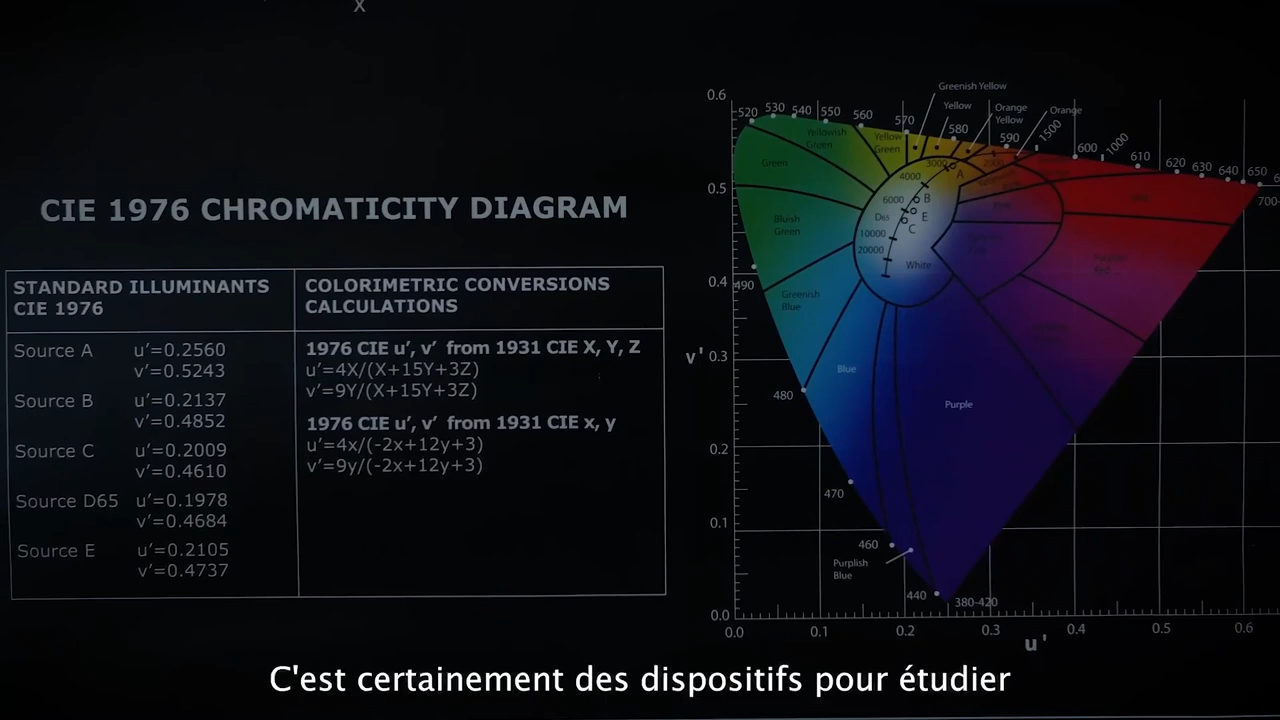 x
CIE 1976 CHROMATICITY DIAGRAM
STANDARD ILLUMINANTS
CIE 1976
COLORIMETRIC CONVERSIONS
CALCULATIONS
Source A u'=0.2560
v'=0.5243
Source B u'=0.2137
v'=0.4852
Source C u'=0.2009
v'=0.4610
Source D65 u'=0.1978
v'=0.4684
Source E u'=0.2105
v'=0.4737
1976 CIE u', v' from 1931 CIE X, Y, Z
u'=4X/(X+15Y+3Z)
v'=9Y/(X+15Y+3Z)
1976 CIE u', v' from 1931 CIE x, y
u'=4x/(-2x+12y+3)
v'=9y/(-2x+12y+3)
Greenish Yellow
Yellow
Orange
Yellow
Orange
0.6
520 530 540 550 560 570 580 590 1500 600 1000 610 620 630 640 650
700-
Yellowish
Green
Yellow
Green
Green
3000
2000
4000
A
0.5
6000
B
D65
E
C
Bluish
Green
10000
20000
White
0.4
490
Greenish
Blue
v'
0.3
Blue
480
Purple
0.2
470
0.1
460
Purplish
Blue
440
380-420
0.0
0.0 0.1 0.2 0.3 0.4 0.5 0.6
u'
C'est certainement des dispositifs pour étudier